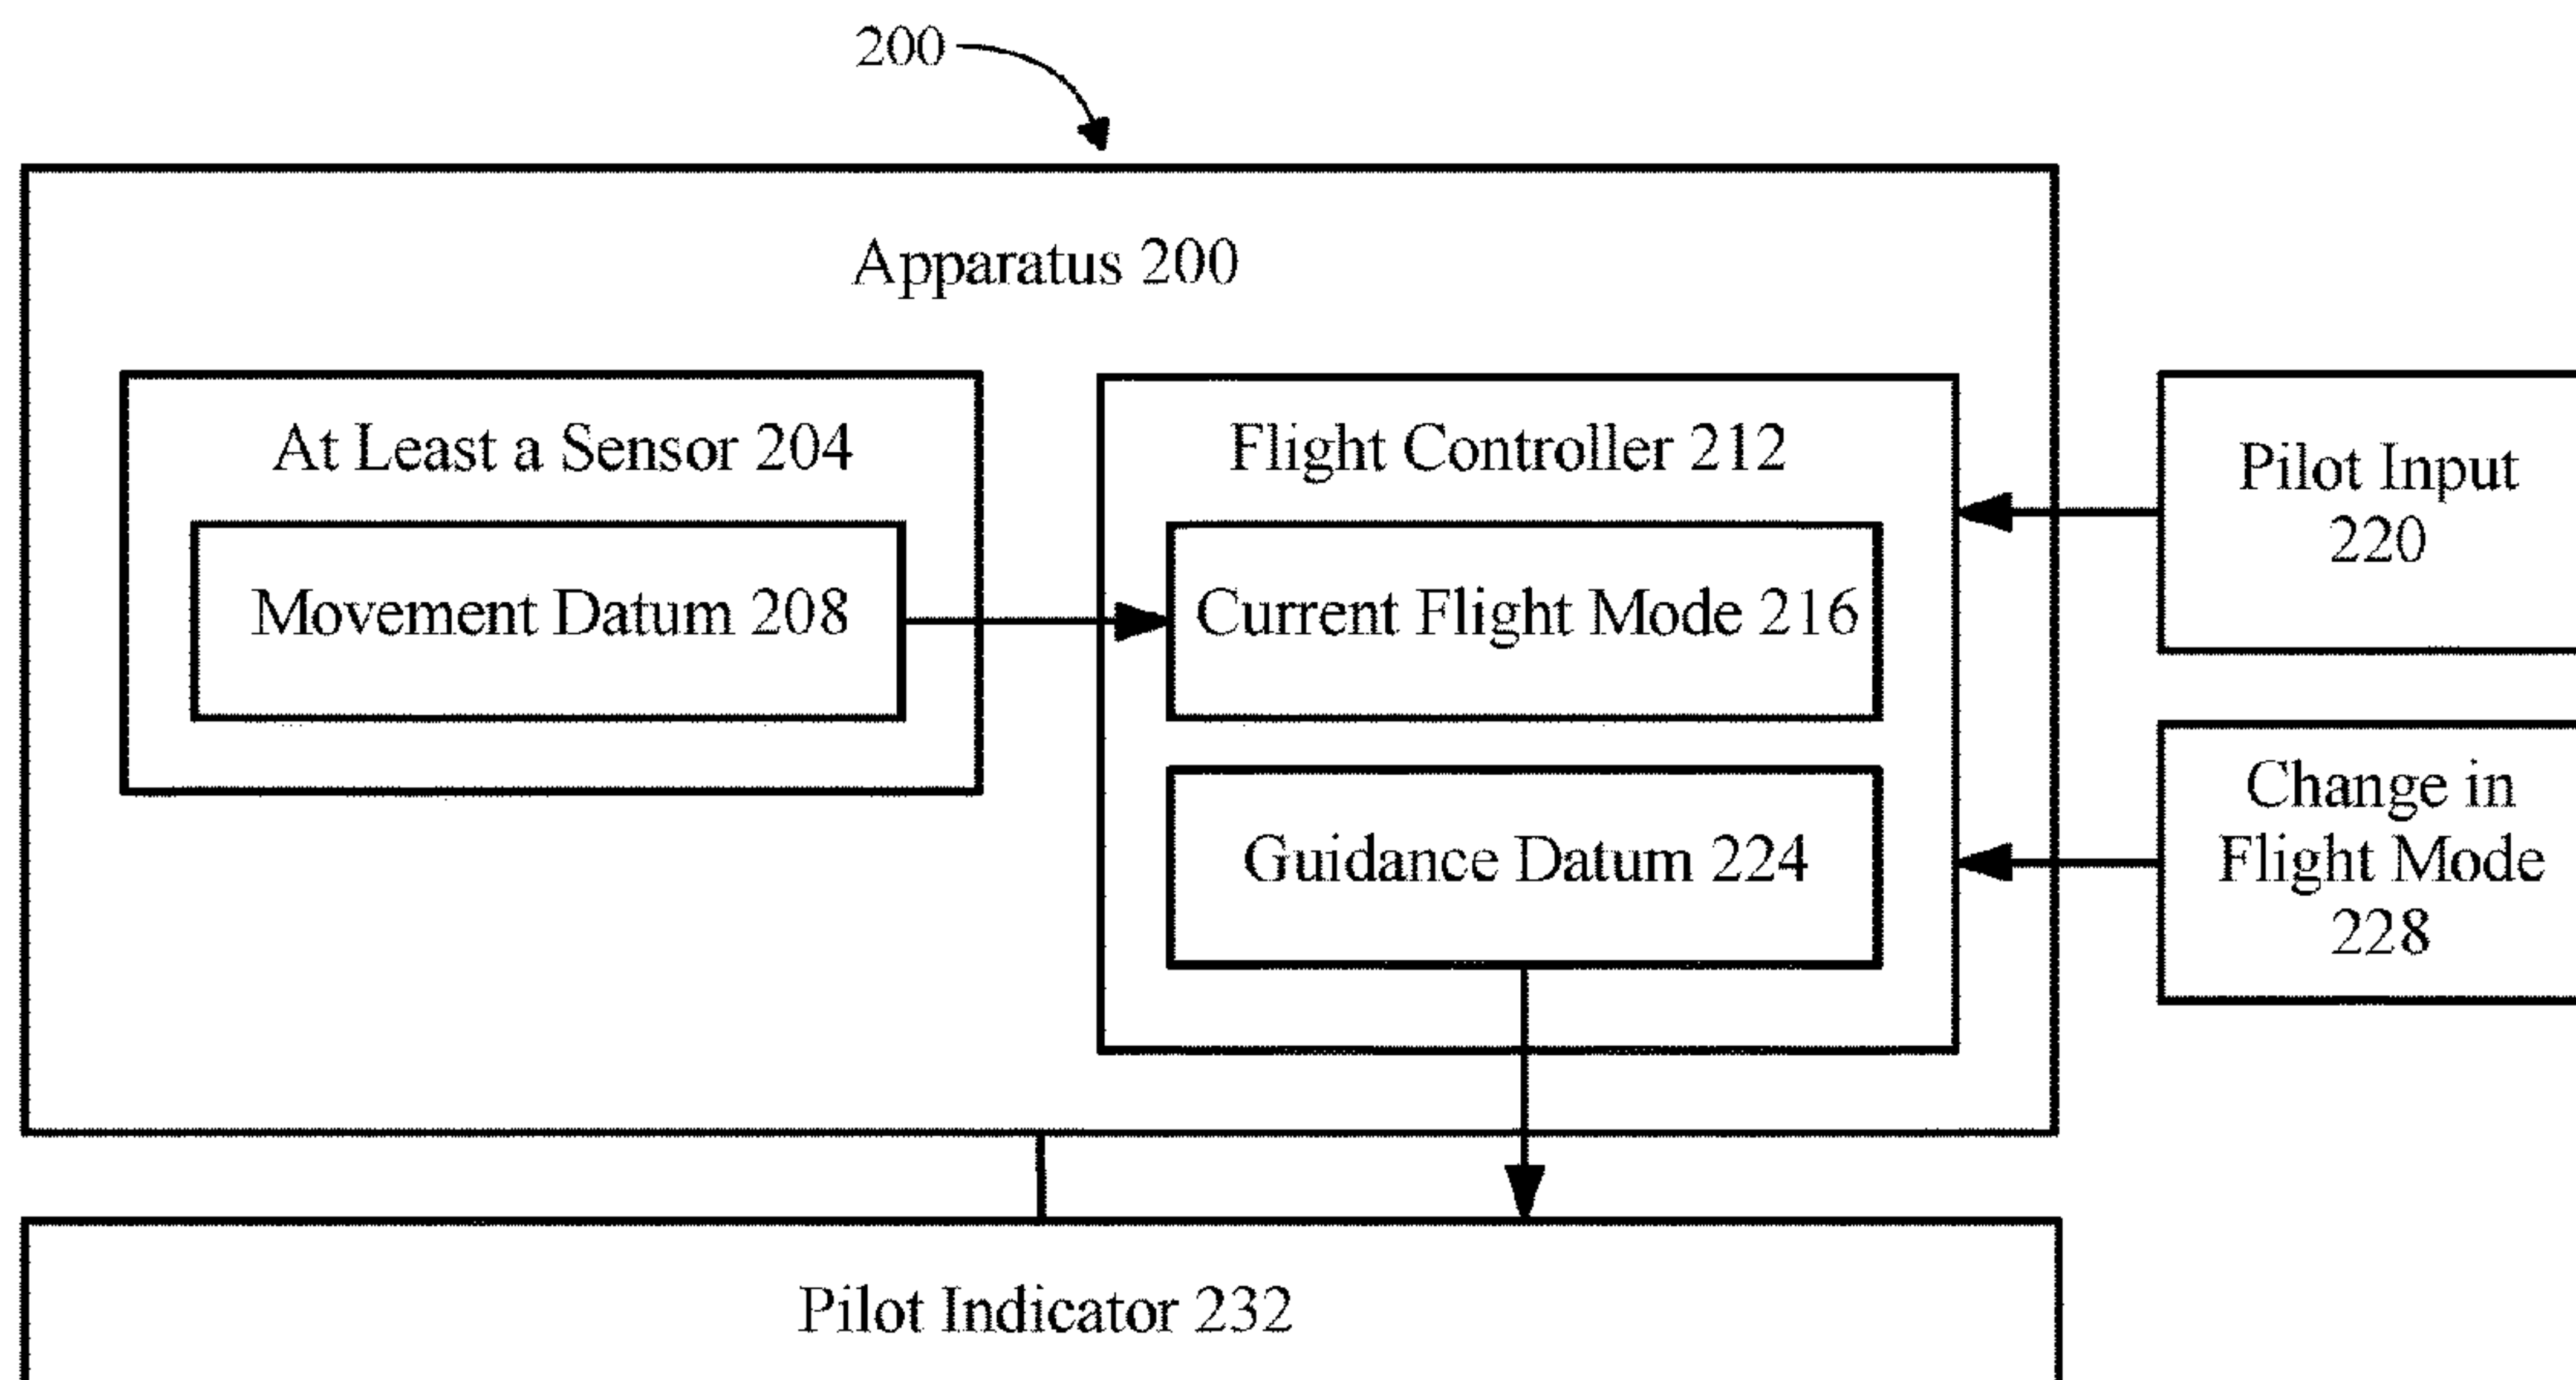 200
Apparatus 200
At Least a Sensor 204
Movement Datum 208
Flight Controller 212
Current Flight Mode 216
Guidance Datum 224
Pilot Input
220
Change in
Flight Mode
228
Pilot Indicator 232